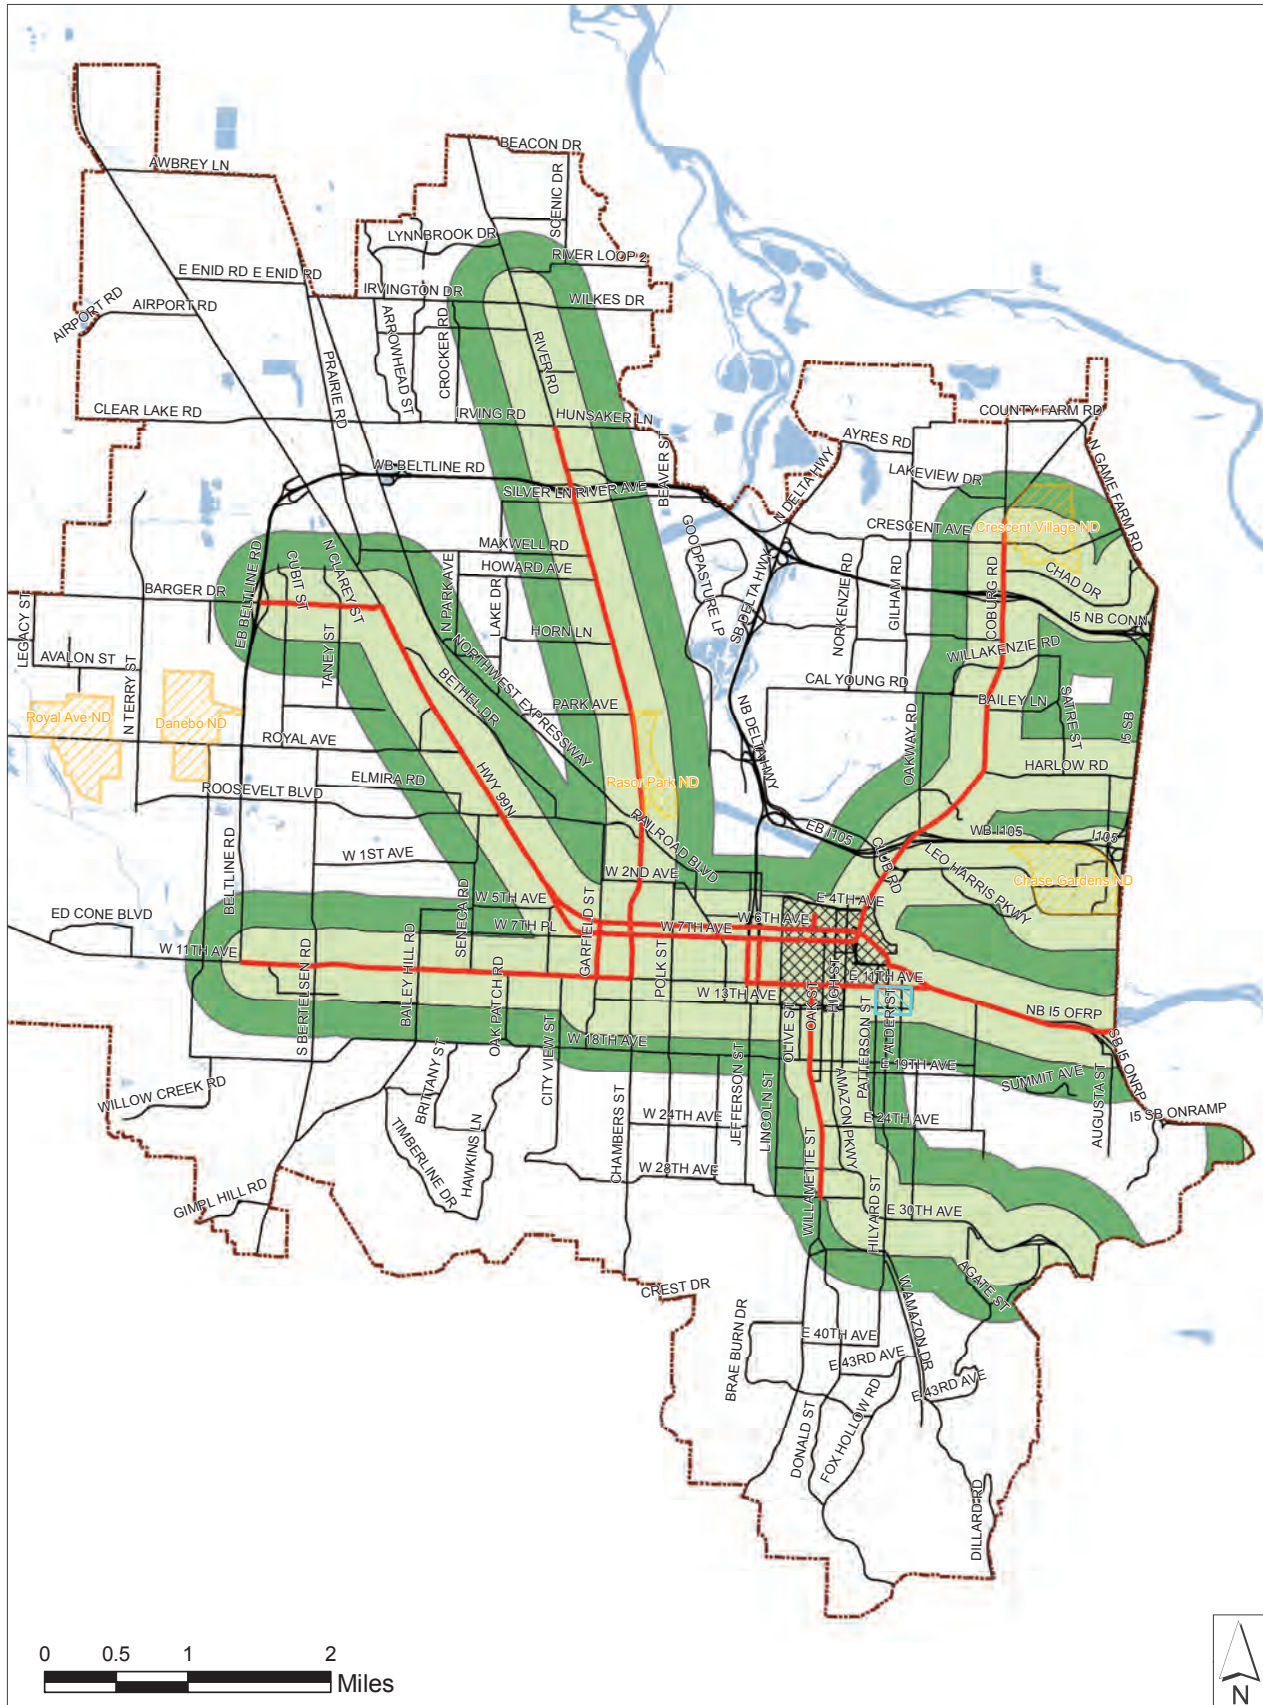 BEACON DR
AWBREY LN
SCENIC DR
LYNNBROOK DR
RIVER LOOP 2
E ENID RD
E ENID RD
IRVINGTON DR
WILKES DR
AIRPORT RD
AIRPORT RD
ARROWHEAD ST
CROCKER RD
RIVER RD
PRAIRIE RD
CLEAR LAKE RD
IRVING RD
HUNSAKER LN
COUNTY FARM RD
AYRES RD
N GAME FARM RD
BEAVER ST
WB BELTLINE RD
SILVER LN
RIVER AVE
N DELTA HWY
LAKEVIEW DR
CRESCENT AVE
Crescent Village ND
GOODPASTURE LP
SB DELTA HWY
MAXWELL RD
HOWARD AVE
N PARK AVE
LAKE DR
N CLAREY ST
CUBIT ST
EB BELTLINE RD
BARGER DR
LEGACY ST
NORKENZIE RD
GILHAM RD
COBURG RD
CHAD DR
I5 NB CONN
HORN LN
WILLAKENZIE RD
AVALON ST
N TERRY ST
TANEY ST
BETHEL DR
NORTHWEST EXPRESSWAY
CAL YOUNG RD
BAILEY LN
SATRE ST
I5 SB
PARK AVE
NB DELTA HWY
OAKWAY RD
Royal Ave ND
Danebo ND
ROYAL AVE
HARLOW RD
ELMIRA RD
ROOSEVELT BLVD
HWY 99N
Rasor Park ND
RAILROAD BLVD
EB I105
WB I105
I105
CLUB RD
LEO HARRIS PKWY
Chase Gardens ND
W 1ST AVE
W 2ND AVE
BELTLINE RD
SENECA RD
W 5TH AVE
GARFIELD ST
E 4TH AVE
W 6TH AVE
ED CONE BLVD
W 7TH PL
W 7TH AVE
W 11TH AVE
BAILEY HILL RD
POLK ST
S BERTELSEN RD
OAK PATCH RD
HIGH ST
E 11TH AVE
W 13TH AVE
OAK ST
E ALDER ST
PATTERSON ST
NB I5 OFRP
OLIVE ST
CITY VIEW ST
W 18TH AVE
E 19TH AVE
SUMMIT AVE
SB I5 ONRP
AUGUSTA ST
WILLOW CREEK RD
BRITTANY ST
CHAMBERS ST
JEFFERSON ST
LINCOLN ST
AMAZON PKWY
W 24TH AVE
E 24TH AVE
I5 SB ONRAMP
TIMBERLINE DR
HAWKINS LN
W 28TH AVE
WILLAMETTE ST
HILYARD ST
GIMPL HILL RD
E 30TH AVE
AGATE ST
CREST DR
BRAE BURN DR
W AMAZON DR
E 40TH AVE
E 43RD AVE
E 43RD AVE
DONALD ST
FOX HOLLOW RD
DILLARD RD
0 0.5 1 2
Miles
N